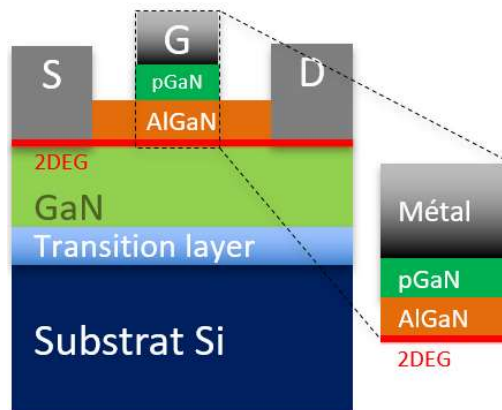 G
S
D
pGaN
AlGaN
2DEG
GaN
Transition layer
Substrat Si
Métal
pGaN
AlGaN
2DEG